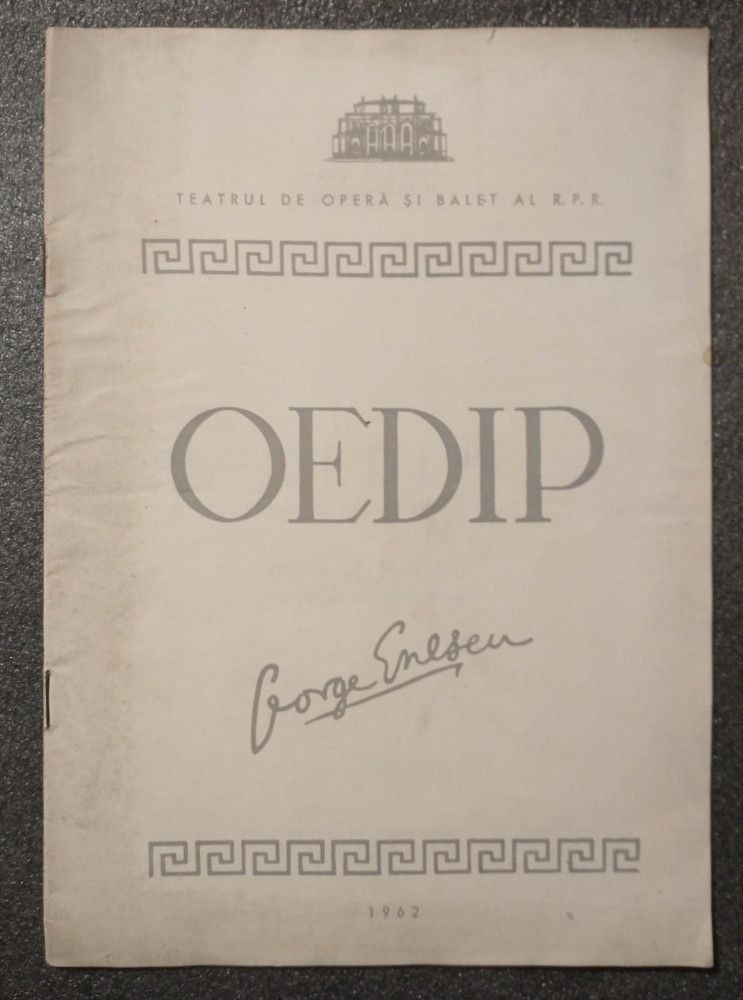 TEATRUL DE OPERĂ ȘI BALET AL R.P.R.
OEDIP
George Enescu
1962